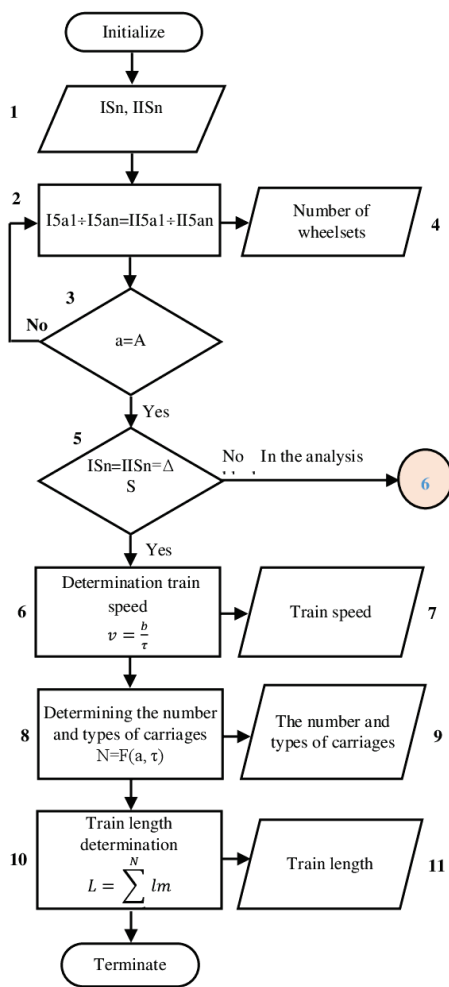 Initialize
1
ISn, IISn
2
I5a1÷I5an=II5a1÷II5an
Number of
wheelsets
4
3
No
a=A
Yes
5
ISn=IISn=Δ
S
No In the analysis
6
Yes
6
Determination train
speed
v = b/τ
Train speed
7
8
Determining the number
and types of carriages
N=F(a, τ)
The number and
types of carriages
9
10
Train length
determination
N
L = ∑ lm
Train length
11
Terminate